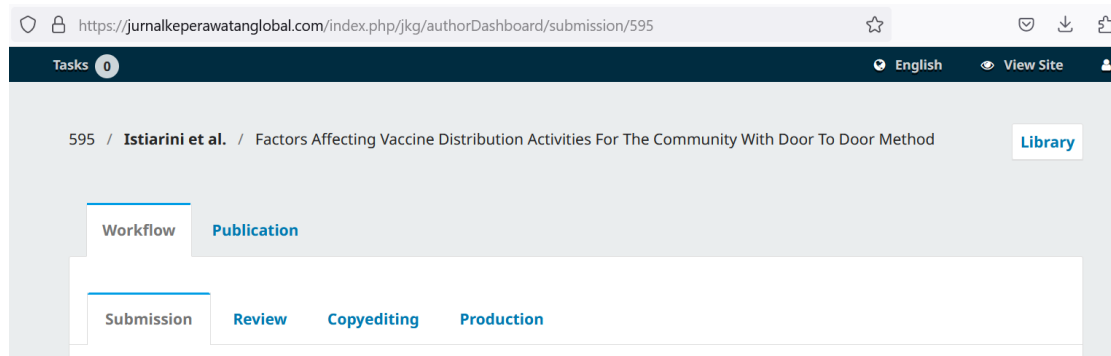 https://jurnalkeperawatanglobal.com/index.php/jkg/authorDashboard/submission/595
Tasks 0 English View Site
595 / Istiarini et al. / Factors Affecting Vaccine Distribution Activities For The Community With Door To Door Method Library
Workflow Publication
Submission Review Copyediting Production